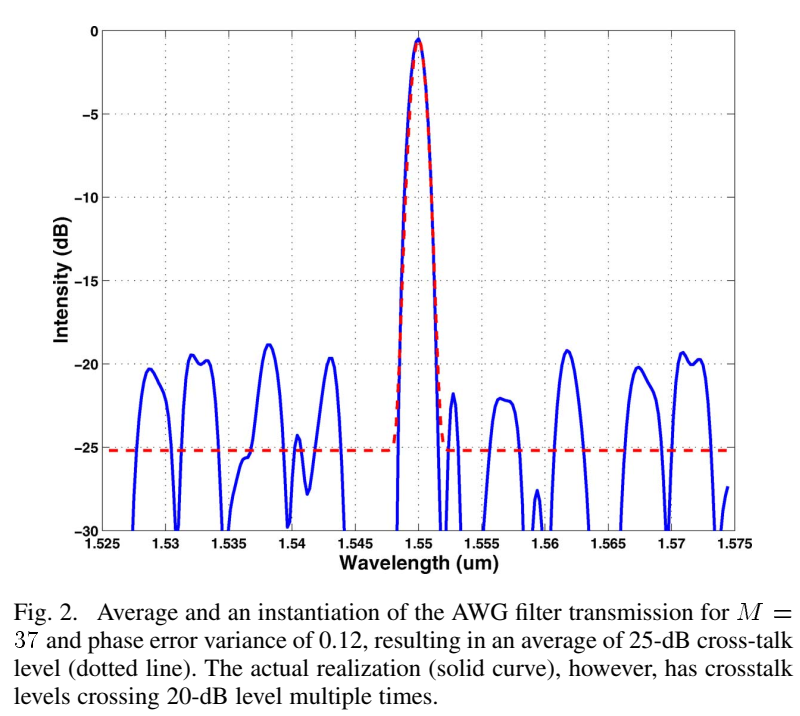 0
−5
−10
−15
−20
−25
−30
Intensity (dB)
1.525 1.53 1.535 1.54 1.545 1.55 1.555 1.56 1.565 1.57 1.575
Wavelength (um)
Fig. 2. Average and an instantiation of the AWG filter transmission for M =
37 and phase error variance of 0.12, resulting in an average of 25-dB cross-talk
level (dotted line). The actual realization (solid curve), however, has crosstalk
levels crossing 20-dB level multiple times.